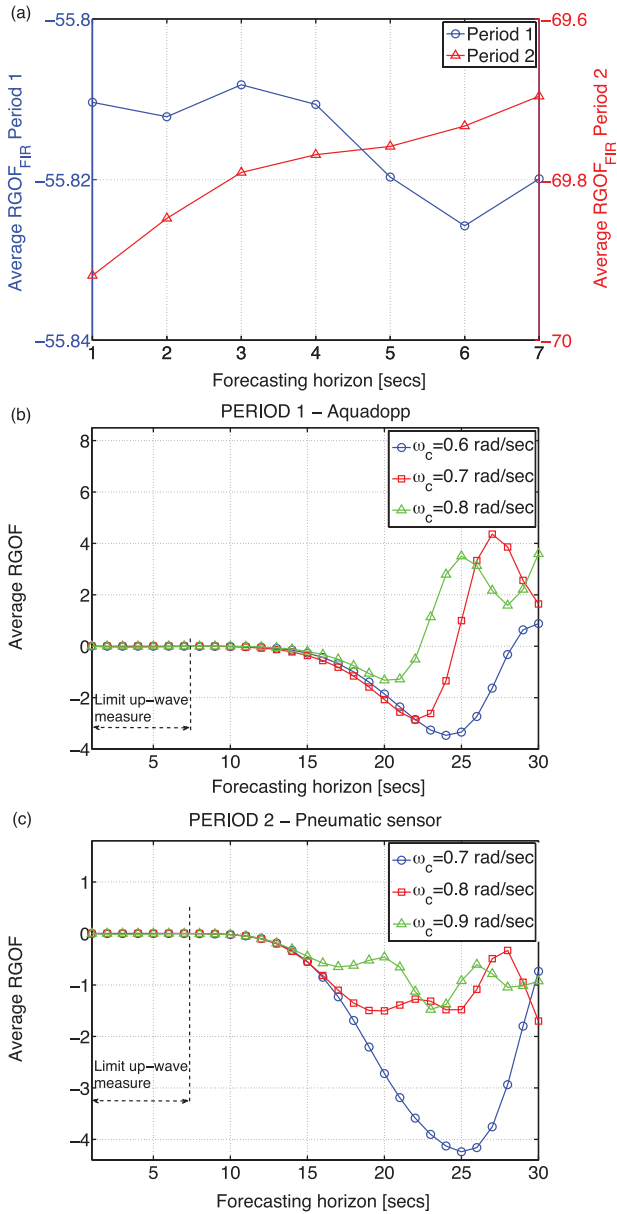 (a)
−55.8
−55.82
−55.84
Average RGOF_FIR Period 1
−69.6
−69.8
−70
Average RGOF_FIR Period 2
Period 1
Period 2
1 2 3 4 5 6 7
Forecasting horizon [secs]
(b)
PERIOD 1 – Aquadopp
8
6
4
2
0
−2
−4
Average RGOF
ω_c=0.6 rad/sec
ω_c=0.7 rad/sec
ω_c=0.8 rad/sec
Limit up−wave
measure
5 10 15 20 25 30
Forecasting horizon [secs]
(c)
PERIOD 2 – Pneumatic sensor
1
0
−1
−2
−3
−4
Average RGOF
ω_c=0.7 rad/sec
ω_c=0.8 rad/sec
ω_c=0.9 rad/sec
Limit up−wave
measure
5 10 15 20 25 30
Forecasting horizon [secs]